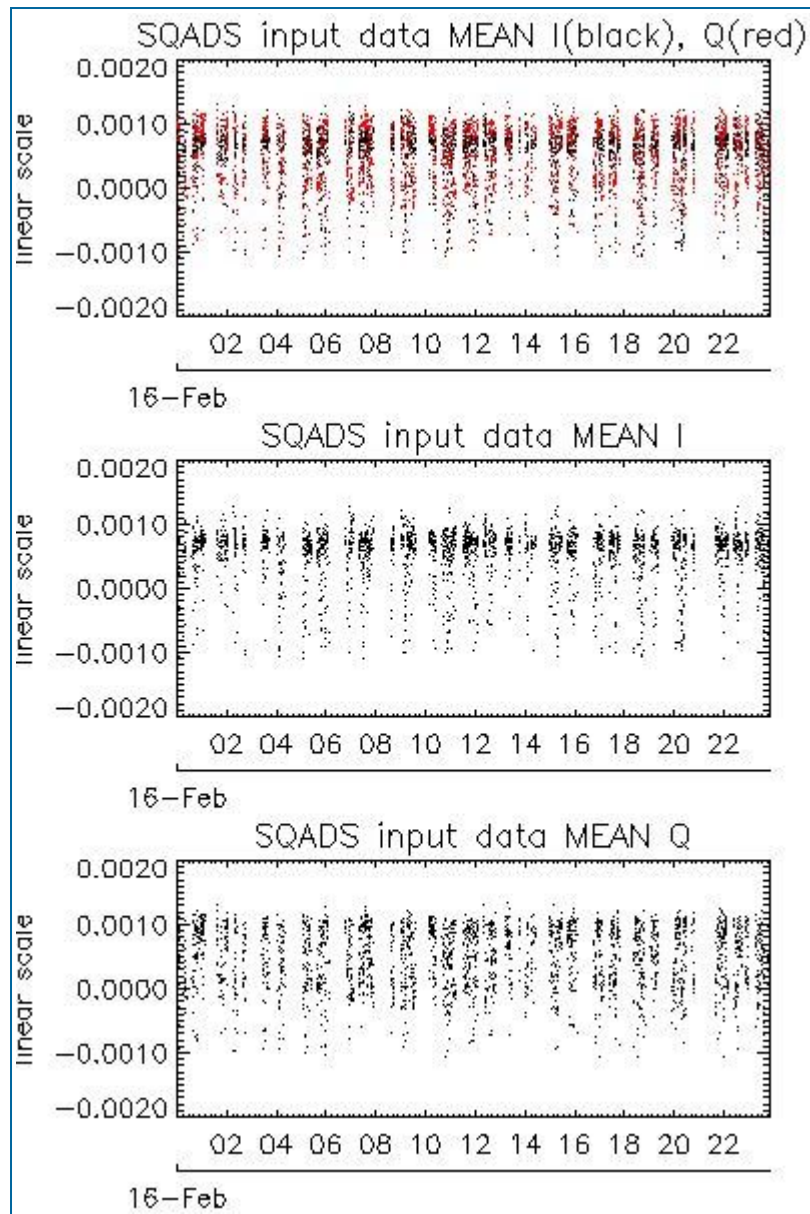 SQADS input data MEAN I(black), Q(red)
0.0020
0.0010
0.0000
-0.0010
-0.0020
linear scale
02 04 06 08 10 12 14 16 18 20 22
16-Feb
SQADS input data MEAN I
0.0020
0.0010
0.0000
-0.0010
-0.0020
linear scale
02 04 06 08 10 12 14 16 18 20 22
16-Feb
SQADS input data MEAN Q
0.0020
0.0010
0.0000
-0.0010
-0.0020
linear scale
02 04 06 08 10 12 14 16 18 20 22
16-Feb